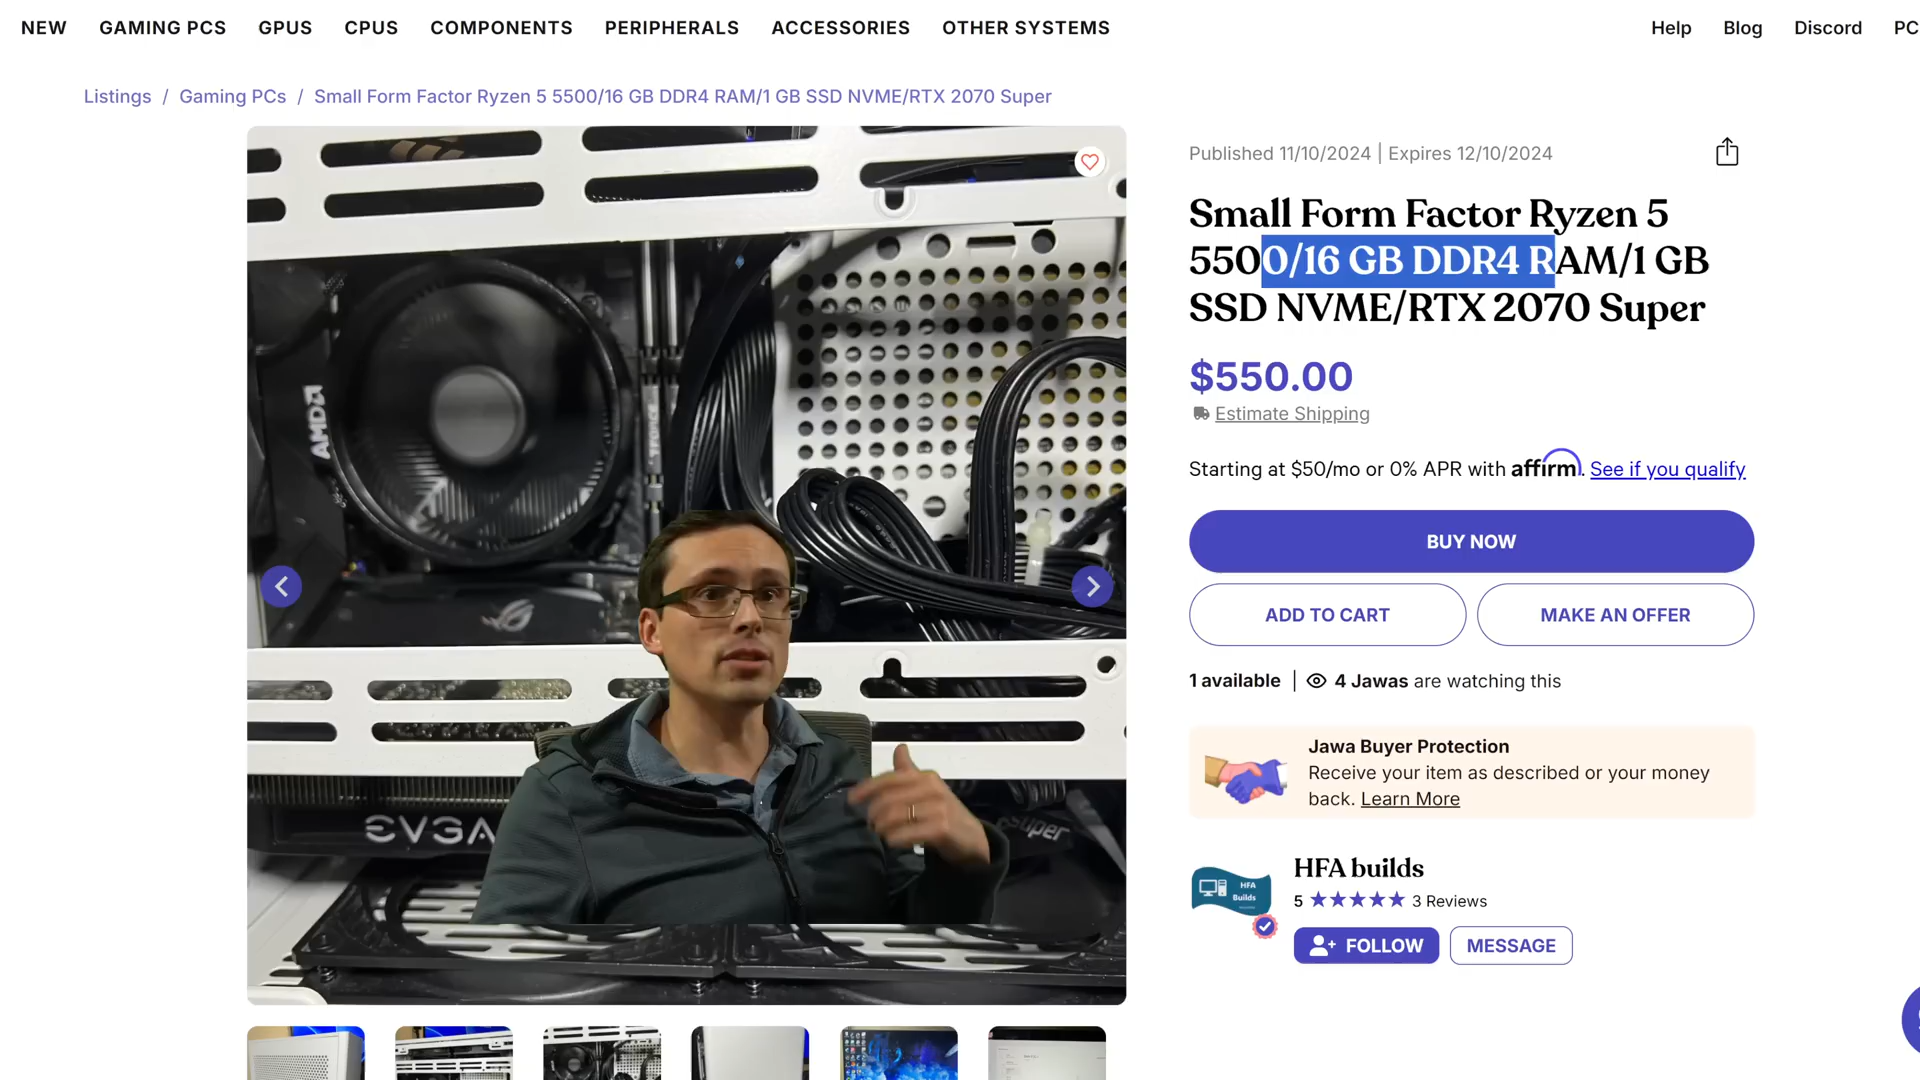 NEW GAMING PCS GPUS CPUS COMPONENTS PERIPHERALS ACCESSORIES OTHER SYSTEMS Help Blog Discord PC
Listings / Gaming PCs / Small Form Factor Ryzen 5 5500/16 GB DDR4 RAM/1 GB SSD NVME/RTX 2070 Super
Published 11/10/2024 | Expires 12/10/2024
Small Form Factor Ryzen 5
5500/16 GB DDR4 RAM/1 GB
SSD NVME/RTX 2070 Super
$550.00
Estimate Shipping
Starting at $50/mo or 0% APR with affirm. See if you qualify
BUY NOW
ADD TO CART MAKE AN OFFER
1 available | 4 Jawas are watching this
Jawa Buyer Protection
Receive your item as described or your money
back. Learn More
HFA builds
5 3 Reviews
FOLLOW MESSAGE
HFA
Builds
AMD
EVGA
Super